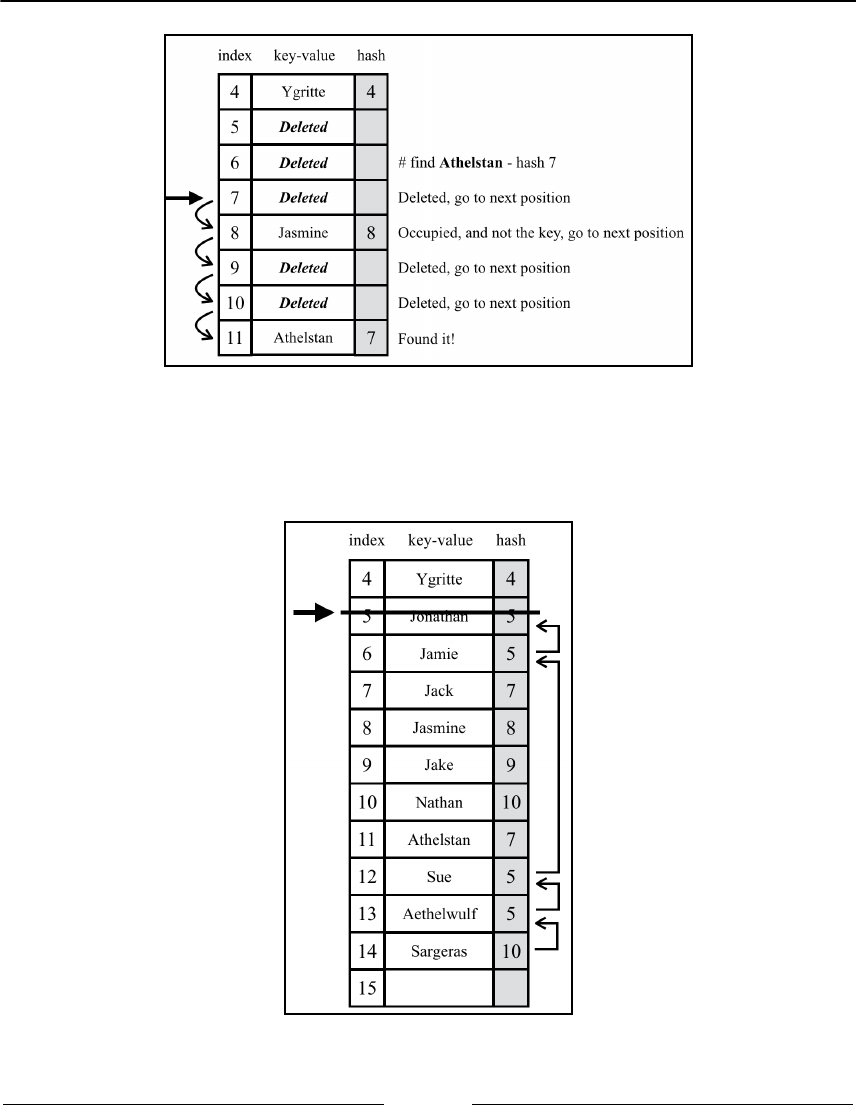 index key-value hash
4 Ygritte 4
5 Deleted
6 Deleted # find Athelstan - hash 7
7 Deleted Deleted, go to next position
8 Jasmine 8 Occupied, and not the key, go to next position
9 Deleted Deleted, go to next position
10 Deleted Deleted, go to next position
11 Athelstan 7 Found it!
index key-value hash
4 Ygritte 4
5 Jonathan 5
6 Jamie 5
7 Jack 7
8 Jasmine 8
9 Jake 9
10 Nathan 10
11 Athelstan 7
12 Sue 5
13 Aethelwulf 5
14 Sargeras 10
15